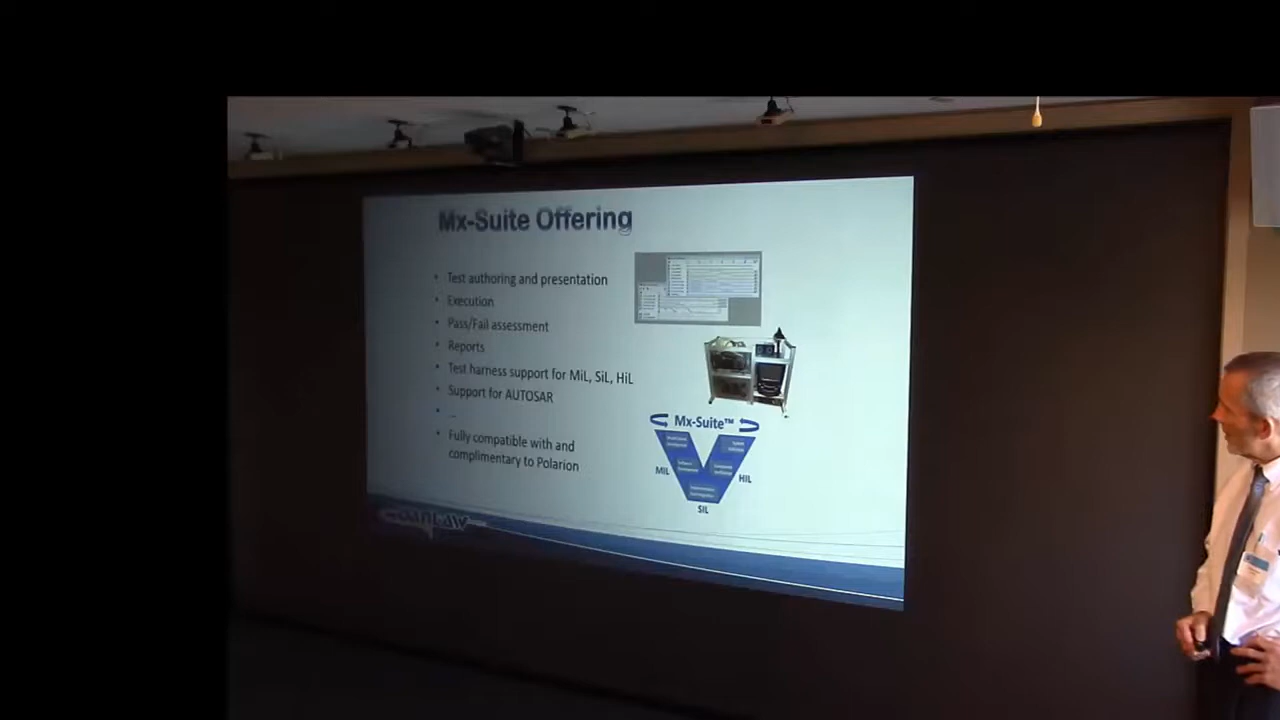 Mx-Suite Offering
• Test authoring and presentation
• Execution
• Pass/Fail assessment
• Reports
• Test harness support for MiL, SiL, HiL
• Support for AUTOSAR
• ...
• Fully compatible with and
complimentary to Polarion
Mx-Suite™
MiL
HIL
SIL
DANLAW